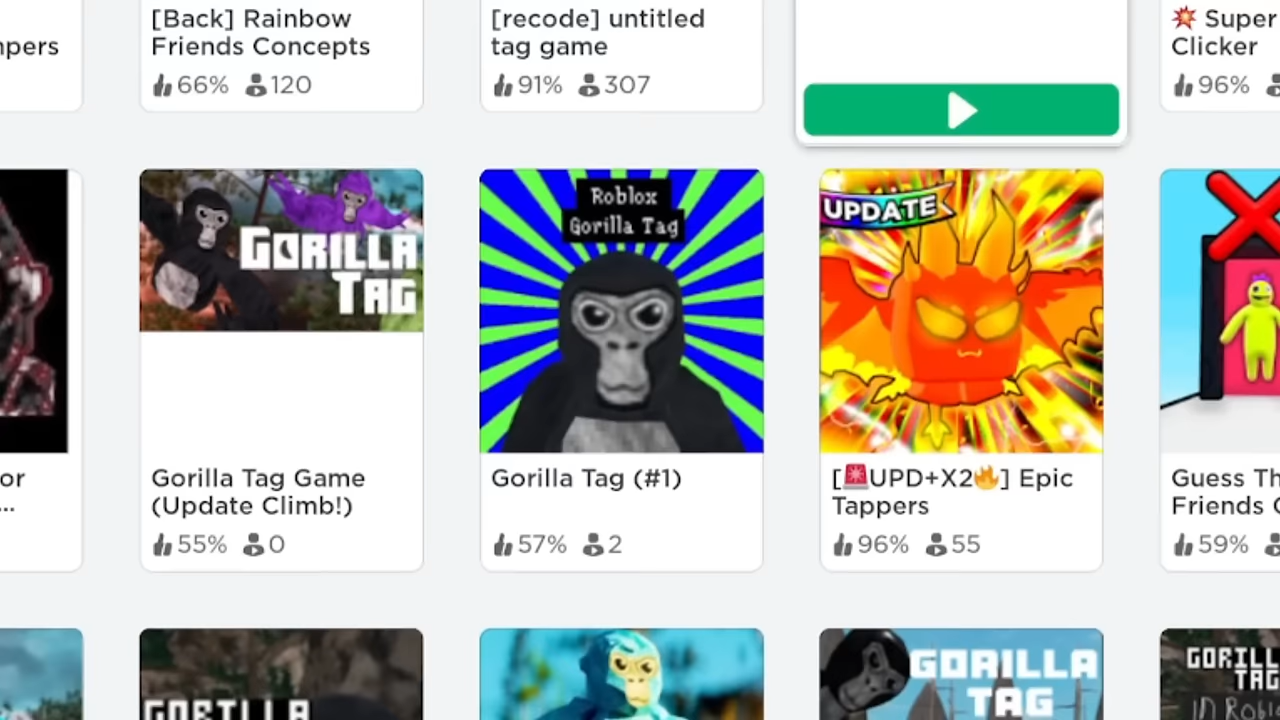 [Back] Rainbow
Friends Concepts
66% 120
[recode] untitled
tag game
91% 307
Super
Clicker
96%
GORILLA
TAG
Gorilla Tag Game
(Update Climb!)
55% 0
Roblox
Gorilla Tag
Gorilla Tag (#1)
57% 2
UPDATE
[🚨UPD+X2🔥] Epic
Tappers
96% 55
Guess Th
Friends C
59%
GORILLA
GORILLA
TAG
GORILL
TAG